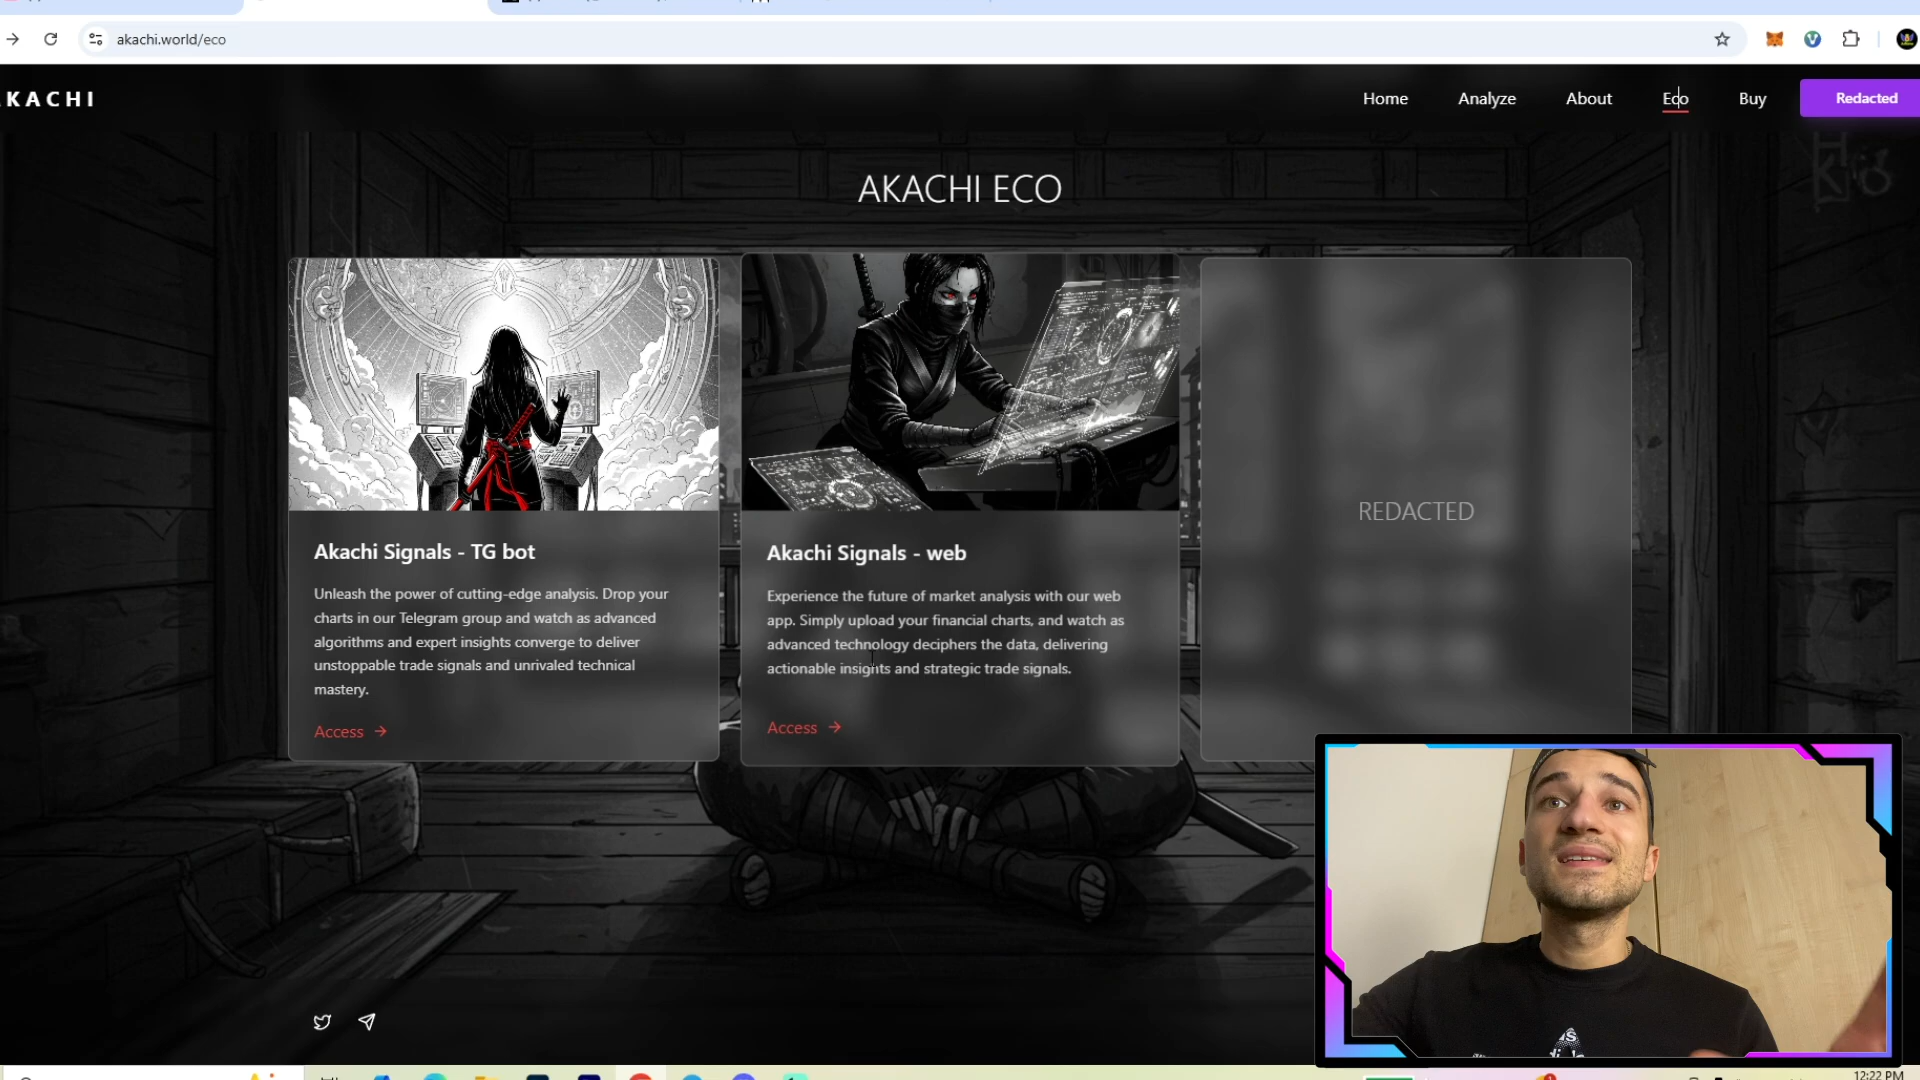 akachi.world/eco
KACHI
Home
Analyze
About
Eco
Buy
Redacted
AKACHI ECO
Akachi Signals - TG bot
Unleash the power of cutting-edge analysis. Drop your
charts in our Telegram group and watch as advanced
algorithms and expert insights converge to deliver
unstoppable trade signals and unrivaled technical
mastery.
Access →
Akachi Signals - web
Experience the future of market analysis with our web
app. Simply upload your financial charts, and watch as
advanced technology deciphers the data, delivering
actionable insights and strategic trade signals.
Access →
REDACTED
12:22 PM